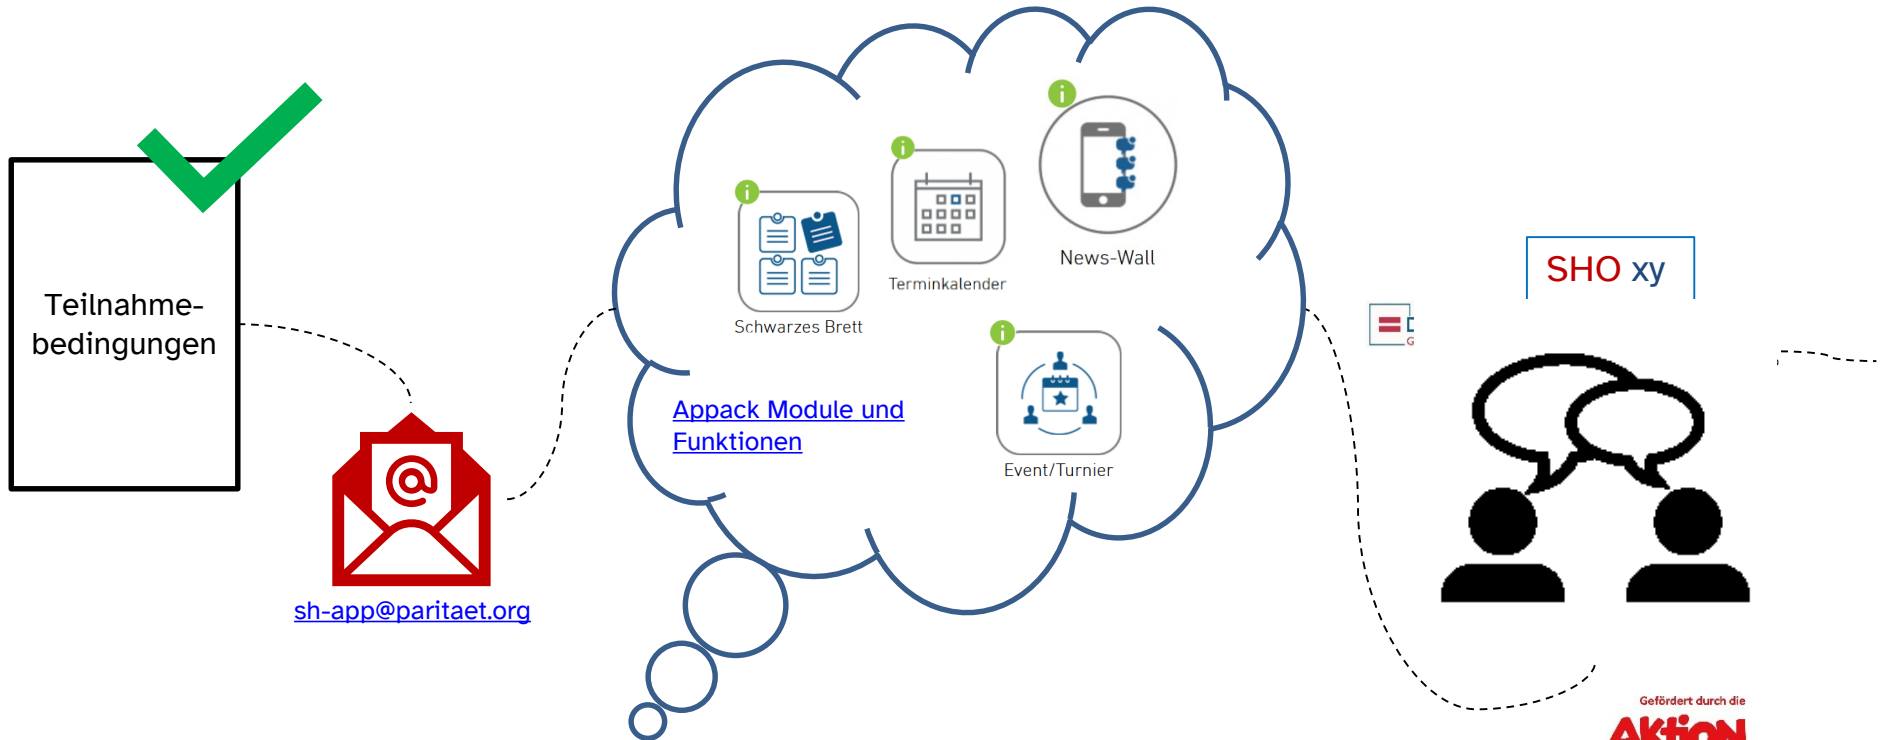 Teilnahme-
bedingungen
sh-app@paritaet.org
Schwarzes Brett
Terminkalender
News-Wall
Appack Module und
Funktionen
Event/Turnier
SHO xy
Gefördert durch die
AKtioN